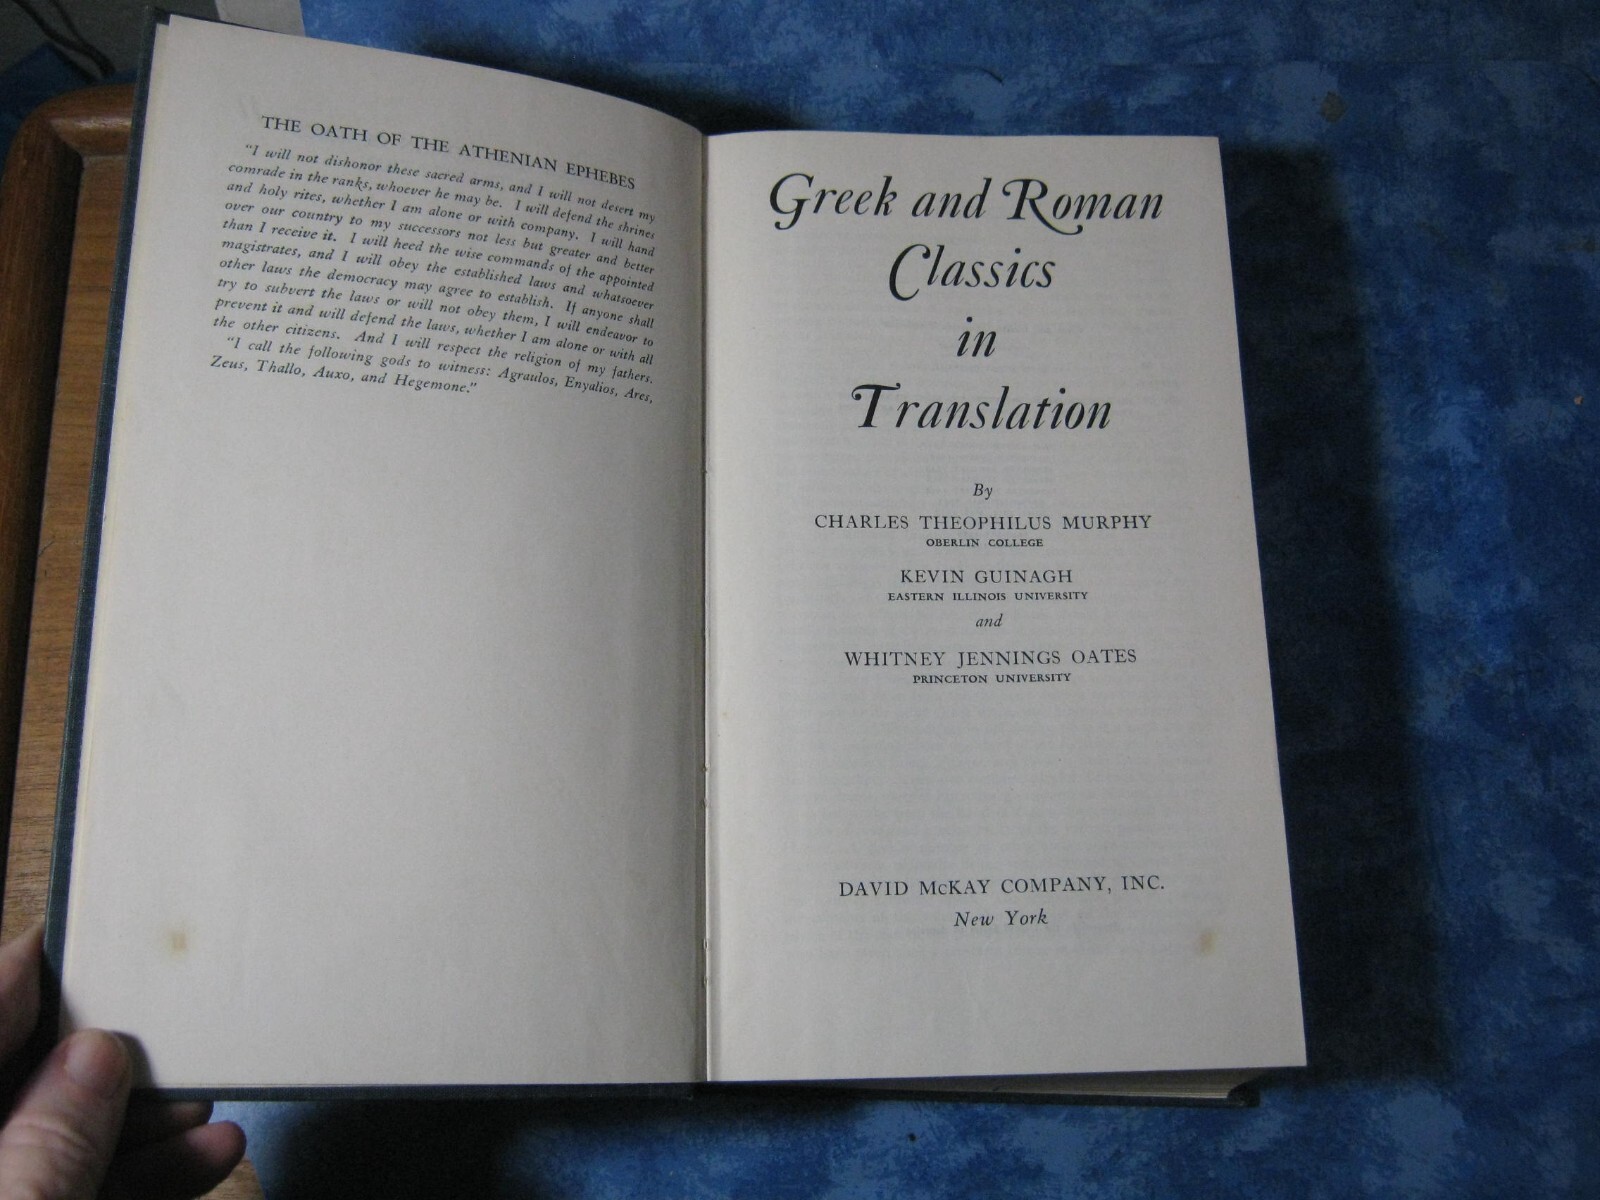 THE OATH OF THE ATHENIAN EPHEBES
"I will not dishonor these sacred arms, and I will not desert my
comrade in the ranks, whoever he may be. I will defend the shrines
and holy rites, whether I am alone or with company. I will hand
over our country to my successors not less but greater and better
than I receive it. I will heed the wise commands of the appointed
magistrates, and I will obey the established laws and whatsoever
other laws the democracy may agree to establish. If anyone shall
try to subvert the laws or will not obey them, I will endeavor to
prevent it and will defend the laws, whether I am alone or with all
the other citizens. And I will respect the religion of my fathers.
"I call the following gods to witness: Agraulos, Enyalios, Ares,
Zeus, Thallo, Auxo, and Hegemone."
Greek and Roman
Classics
in
Translation
By
CHARLES THEOPHILUS MURPHY
OBERLIN COLLEGE
KEVIN GUINAGH
EASTERN ILLINOIS UNIVERSITY
and
WHITNEY JENNINGS OATES
PRINCETON UNIVERSITY
DAVID McKAY COMPANY, INC.
New York